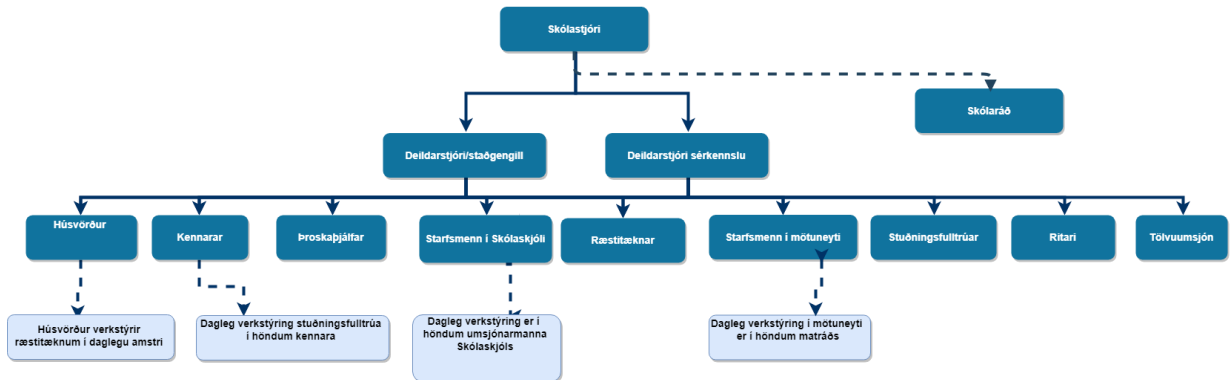 Skólastjóri
Skólaráð
Deildarstjóri/staðgengill
Deildarstjóri sérkennslu
Húsvörður
Kennarar
Þroskaþjálfar
Starfsmenn í Skólaskjóli
Ræstitæknar
Starfsmenn í mötuneyti
Stuðningsfulltrúar
Ritari
Tölvuumsjón
Húsvörður verkstýrir
ræstitæknum í daglegu amstri
Dagleg verkstýring stuðningsfulltrúa
í höndum kennara
Dagleg verkstýring er í
höndum umsjónarmanna
Skólaskjóls
Dagleg verkstýring í mötuneyti
er í höndum matráðs